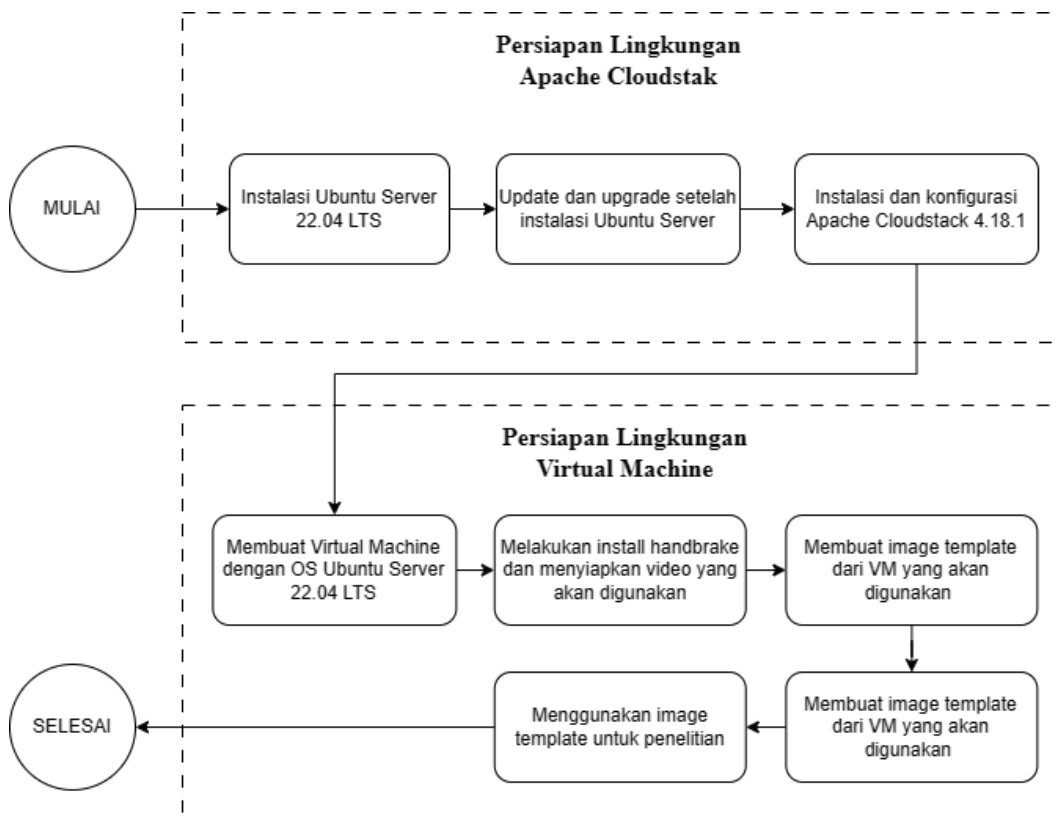 Persiapan Lingkungan
Apache Cloudstak
MULAI
Instalasi Ubuntu Server
22.04 LTS
Update dan upgrade setelah
instalasi Ubuntu Server
Instalasi dan konfigurasi
Apache Cloudstack 4.18.1
Persiapan Lingkungan
Virtual Machine
Membuat Virtual Machine
dengan OS Ubuntu Server
22.04 LTS
Melakukan install handbrake
dan menyiapkan video yang
akan digunakan
Membuat image template
dari VM yang akan
digunakan
Membuat image template
dari VM yang akan
digunakan
Menggunakan image
template untuk penelitian
SELESAI